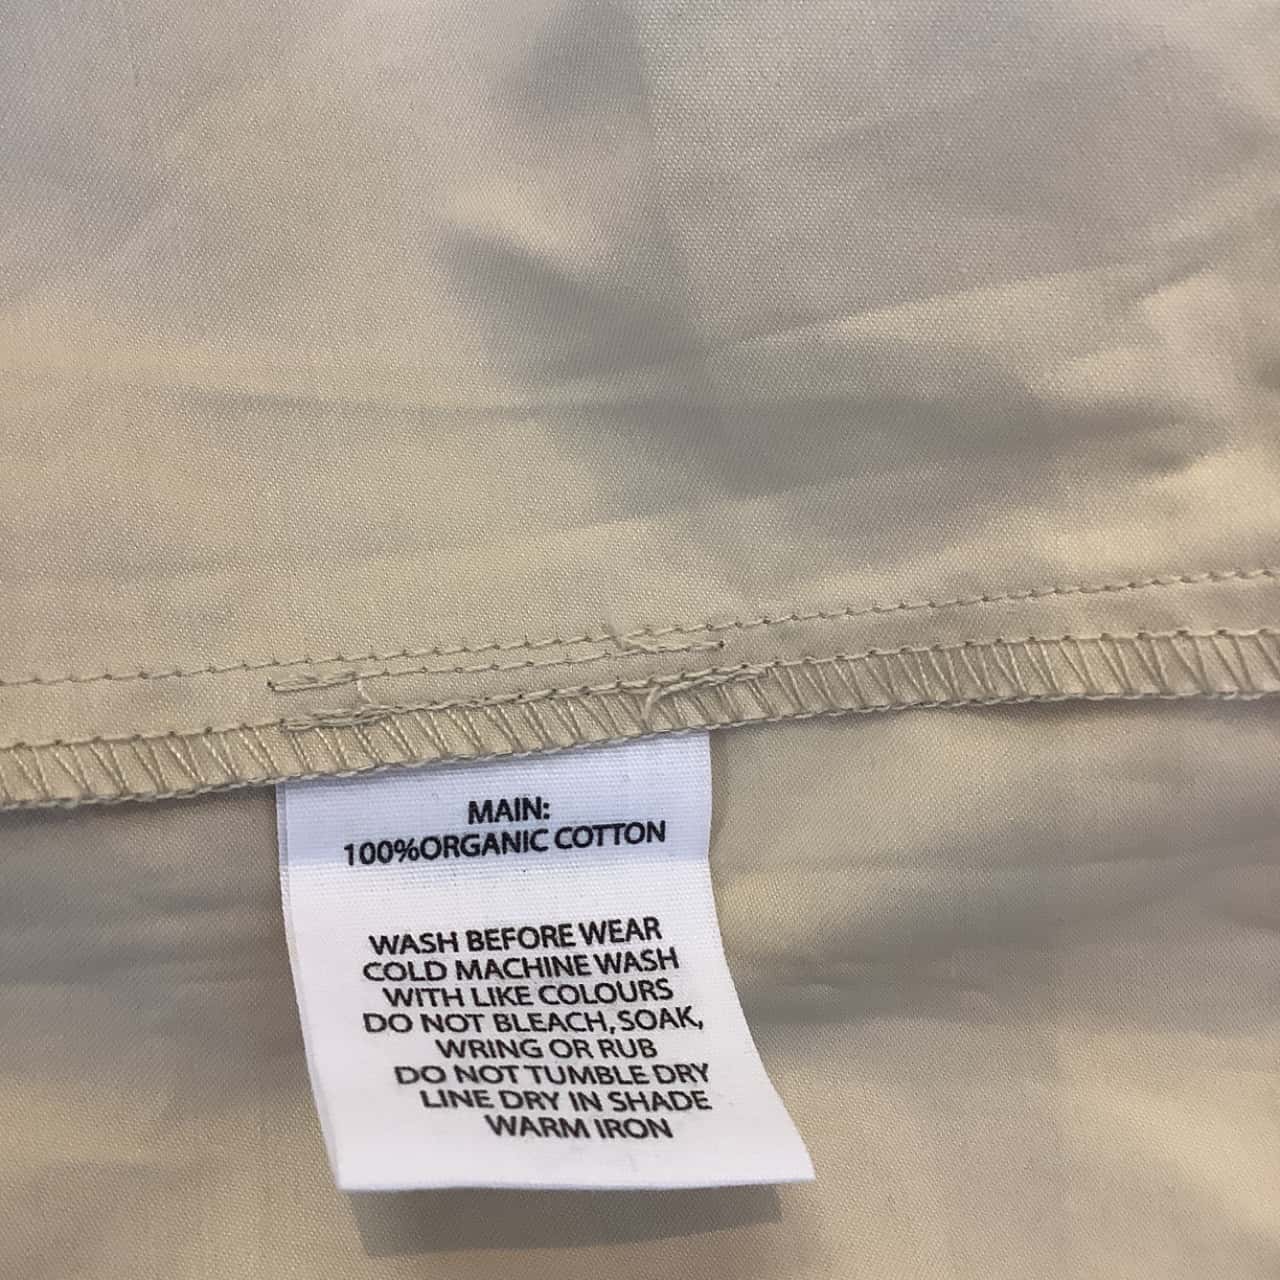 MAIN:
100%ORGANIC COTTON
WASH BEFORE WEAR
COLD MACHINE WASH
WITH LIKE COLOURS
DO NOT BLEACH, SOAK,
WRING OR RUB
DO NOT TUMBLE DRY
LINE DRY IN SHADE
WARM IRON